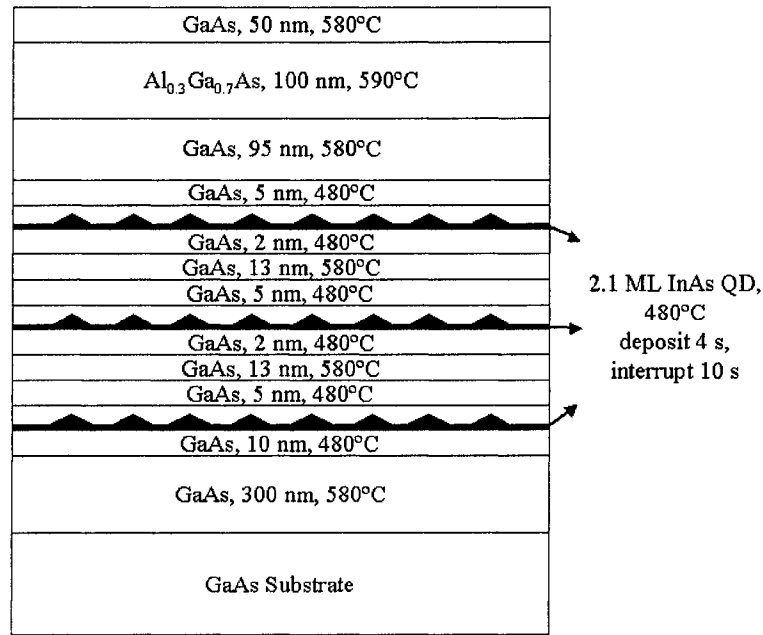 GaAs, 50 nm, 580°C
Al0.3Ga0.7As, 100 nm, 590°C
GaAs, 95 nm, 580°C
GaAs, 5 nm, 480°C
GaAs, 2 nm, 480°C
GaAs, 13 nm, 580°C
GaAs, 5 nm, 480°C
GaAs, 2 nm, 480°C
GaAs, 13 nm, 580°C
GaAs, 5 nm, 480°C
GaAs, 10 nm, 480°C
GaAs, 300 nm, 580°C
GaAs Substrate
2.1 ML InAs QD,
480°C
deposit 4 s,
interrupt 10 s